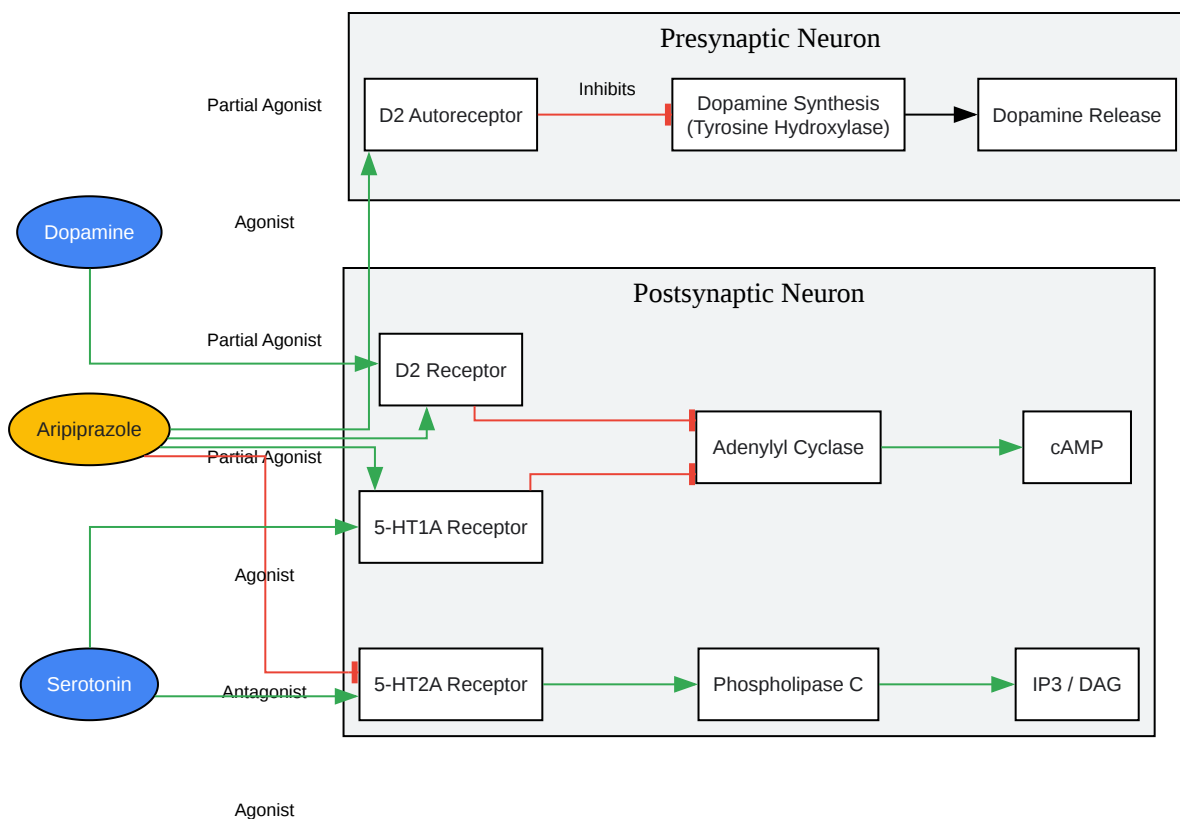 Presynaptic Neuron
Partial Agonist
D2 Autoreceptor
Inhibits
Dopamine Synthesis
(Tyrosine Hydroxylase)
Dopamine Release
Dopamine
Agonist
Postsynaptic Neuron
Partial Agonist
D2 Receptor
Aripiprazole
Partial Agonist
Adenylyl Cyclase
cAMP
5-HT1A Receptor
Agonist
Serotonin
Antagonist
5-HT2A Receptor
Phospholipase C
IP3 / DAG
Agonist